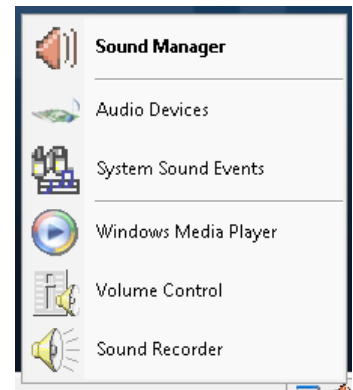 Sound Manager
Audio Devices
System Sound Events
Windows Media Player
Volume Control
Sound Recorder